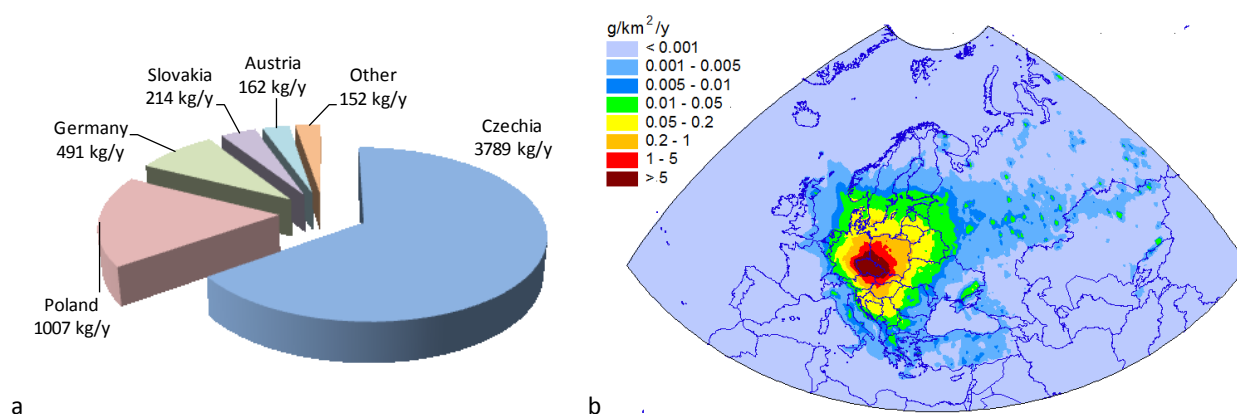 Slovakia
214 kg/y
Austria
162 kg/y
Other
152 kg/y
Germany
491 kg/y
Czechia
3789 kg/y
Poland
1007 kg/y
a
g/km²/y
< 0.001
0.001 - 0.005
0.005 - 0.01
0.01 - 0.05
0.05 - 0.2
0.2 - 1
1 - 5
> 5
b